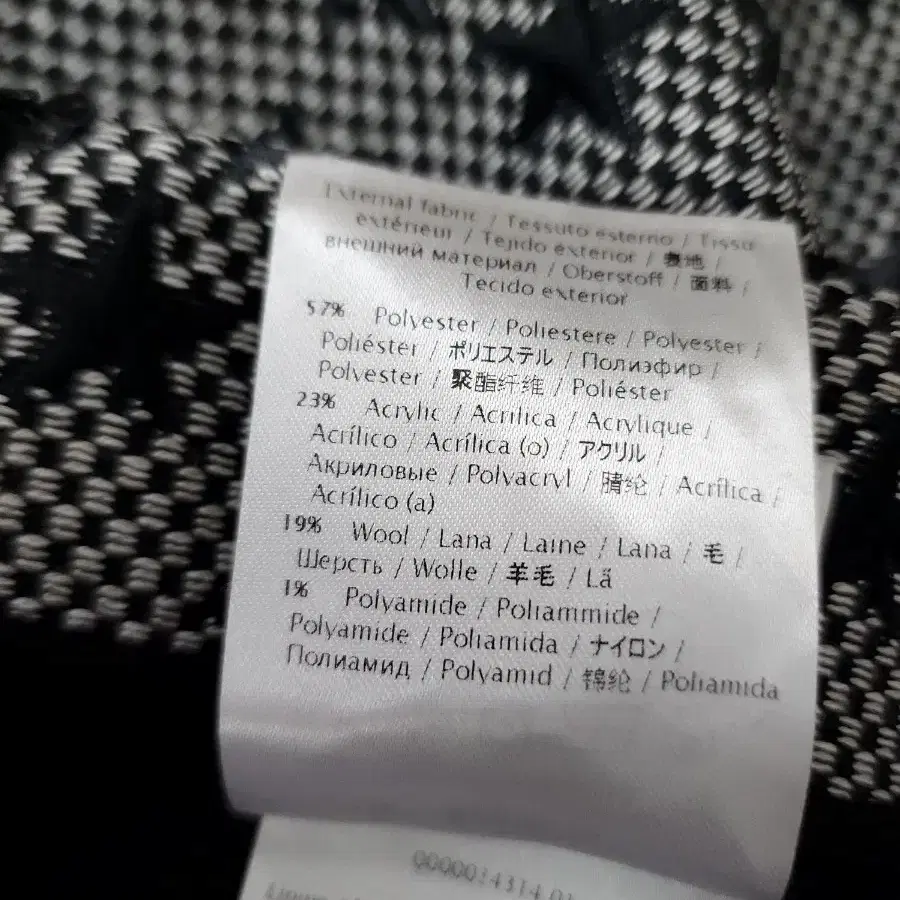 External fabric / Tessuto esterno / Tissu
extérieur / Tejido exterior / 表地 /
внешний материал / Oberstoff / 面料 /
Tecido exterior
57% Polyester / Poliestere / Polyester /
Poliéster / ポリエステル / Полиэфир /
Polyester / 聚酯纤维 / Poliéster
23% Acrylic / Acrilica / Acrylique /
Acrílico / Acrílica (o) / アクリル /
Акриловые / Polyacryl / 腈纶 / Acrílica /
Acrílico (a)
19% Wool / Lana / Laine / Lana / 毛 /
Шерсть / Wolle / 羊毛 / Lã
1% Polyamide / Poliammide /
Polyamide / Poliamida / ナイロン /
Полиамид / Polyamid / 锦纶 / Poliamida